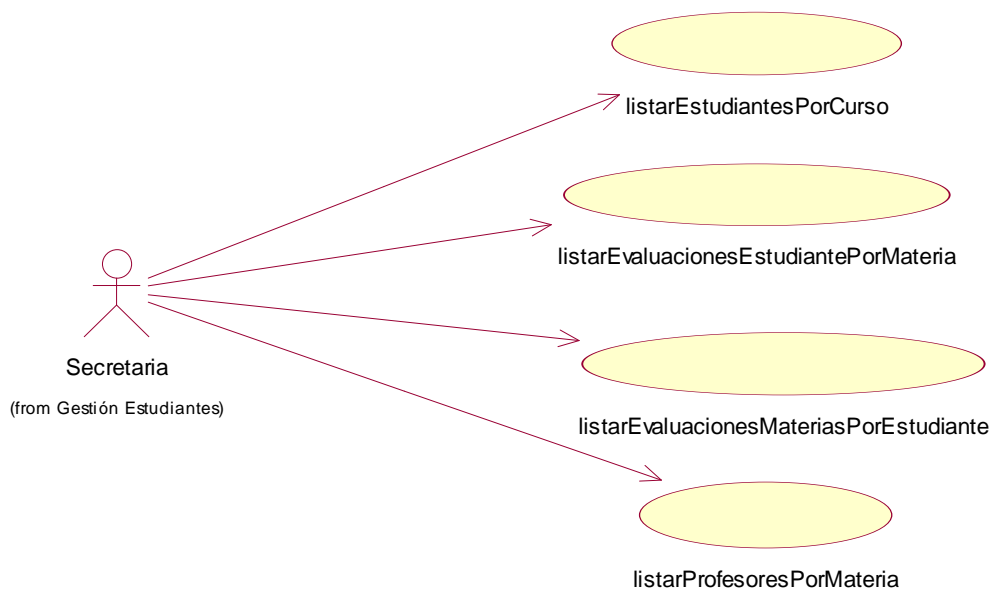 listarEstudiantesPorCurso
listarEvaluacionesEstudiantePorMateria
Secretaria
(from Gestión Estudiantes)
listarEvaluacionesMateriasPorEstudiante
listarProfesoresPorMateria